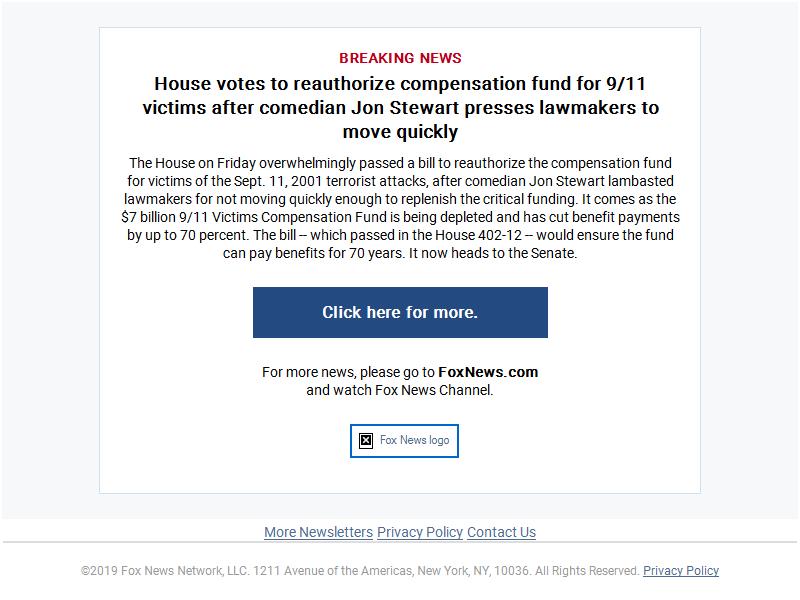 BREAKING NEWS
House votes to reauthorize compensation fund for 9/11
victims after comedian Jon Stewart presses lawmakers to
move quickly
The House on Friday overwhelmingly passed a bill to reauthorize the compensation fund
for victims of the Sept. 11, 2001 terrorist attacks, after comedian Jon Stewart lambasted
lawmakers for not moving quickly enough to replenish the critical funding. It comes as the
$7 billion 9/11 Victims Compensation Fund is being depleted and has cut benefit payments
by up to 70 percent. The bill -- which passed in the House 402-12 -- would ensure the fund
can pay benefits for 70 years. It now heads to the Senate.
Click here for more.
For more news, please go to FoxNews.com
and watch Fox News Channel.
Fox News logo
More Newsletters Privacy Policy Contact Us
©2019 Fox News Network, LLC. 1211 Avenue of the Americas, New York, NY, 10036. All Rights Reserved. Privacy Policy